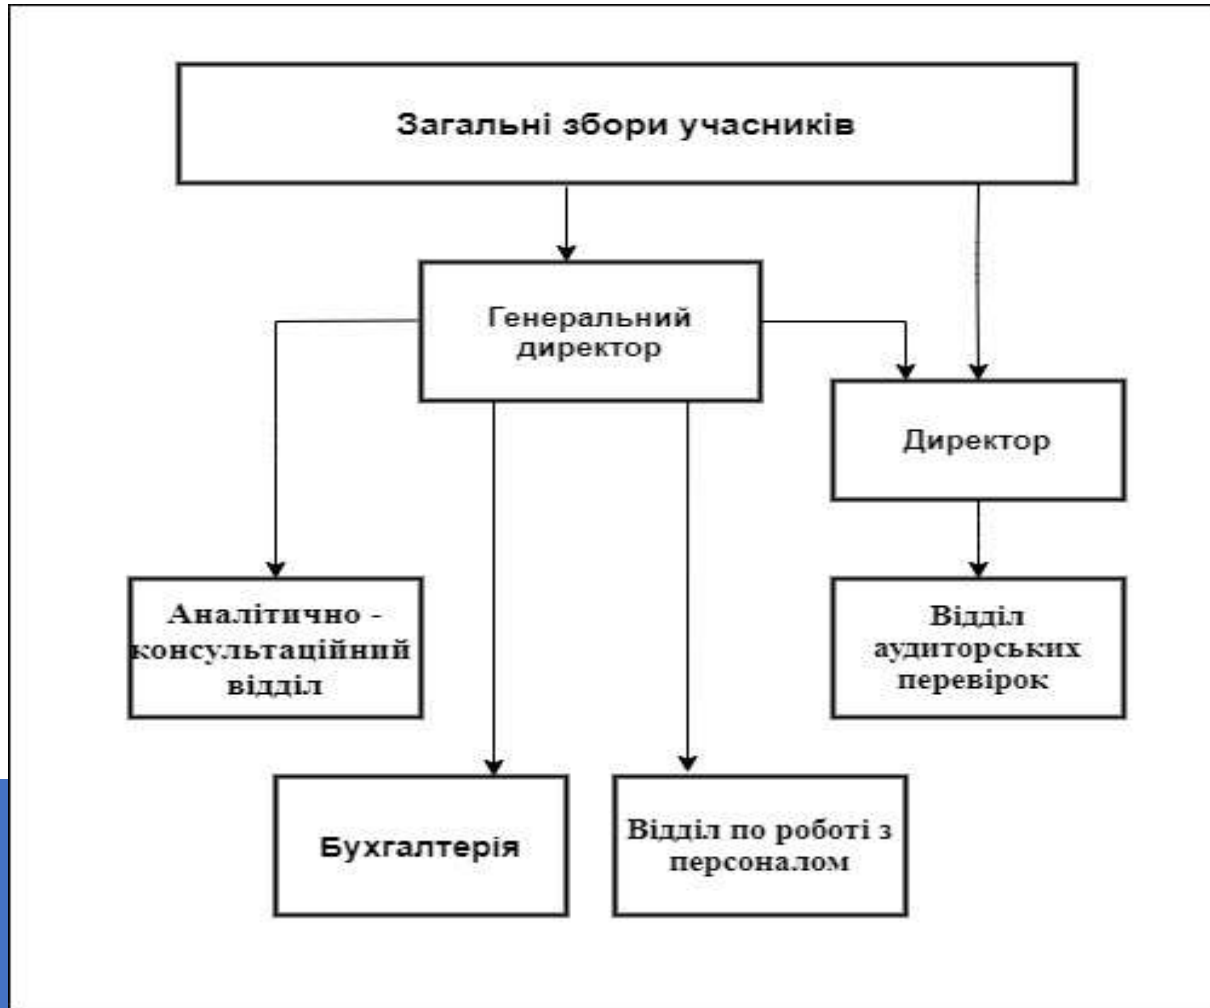 Загальні збори учасників
Генеральний
директор
Директор
Аналітично -
консультаційний
відділ
Відділ
аудиторських
перевірок
Бухгалтерія
Відділ по роботі з
персоналом